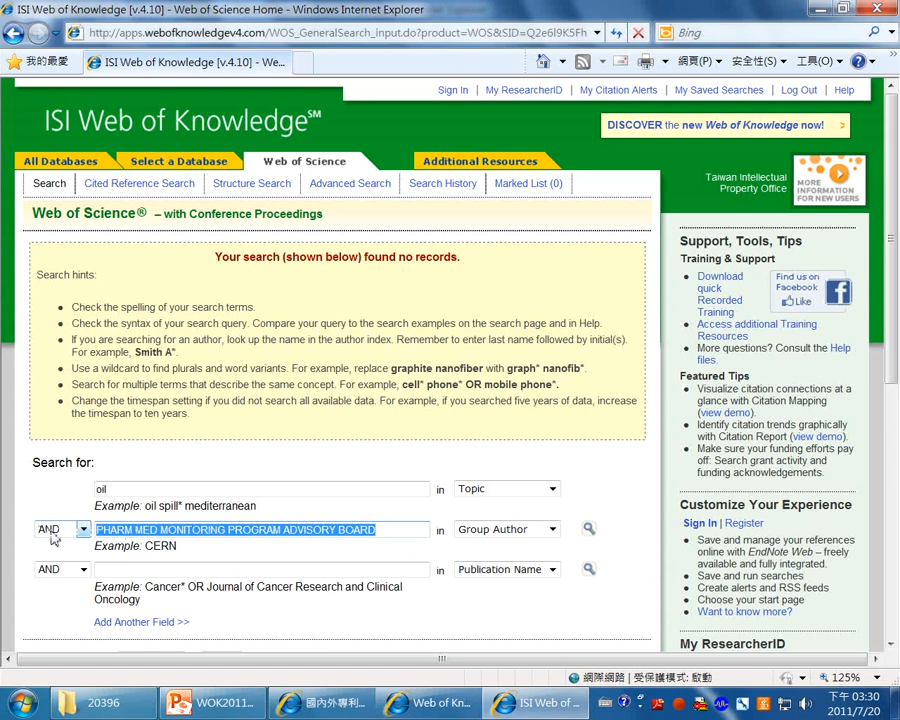 ISI Web of Knowledge [v.4.10] - Web of Science Home - Windows Internet Explorer
http://apps.webofknowledgev4.com/WOS_GeneralSearch_input.do?product=WOS&SID=Q2e6l9K5Fh
Bing
我的最愛
ISI Web of Knowledge [v.4.10] - We...
網頁(P)
安全性(S)
工具(O)
Sign In | My ResearcherID | My Citation Alerts | My Saved Searches | Log Out | Help
ISI Web of Knowledge℠
DISCOVER the new Web of Knowledge now! >
All Databases
Select a Database
Web of Science
Additional Resources
Search | Cited Reference Search | Structure Search | Advanced Search | Search History | Marked List (0)
Taiwan Intellectual
Property Office
MORE
INFORMATION
FOR NEW USERS
Web of Science® – with Conference Proceedings
Your search (shown below) found no records.
Search hints:
• Check the spelling of your search terms.
• Check the syntax of your search query. Compare your query to the search examples on the search page and in Help.
• If you are searching for an author, look up the name in the author index. Remember to enter last name followed by initial(s).
For example, Smith A*.
• Use a wildcard to find plurals and word variants. For example, replace graphite nanofiber with graph* nanofib*.
• Search for multiple terms that describe the same concept. For example, cell* phone* OR mobile phone*.
• Change the timespan setting if you did not search all available data. For example, if you searched five years of data, increase
the timespan to ten years.
Search for:
oil in Topic
Example: oil spill* mediterranean
AND PHARM MED MONITORING PROGRAM ADVISORY BOARD in Group Author
Example: CERN
AND in Publication Name
Example: Cancer* OR Journal of Cancer Research and Clinical
Oncology
Add Another Field >>
Support, Tools, Tips
Training & Support
• Download
quick
Recorded
Training
Find us on
Facebook
Like
• Access additional Training
Resources
• More questions? Consult the Help
files.
Featured Tips
• Visualize citation connections at a
glance with Citation Mapping
(view demo).
• Identify citation trends graphically
with Citation Report (view demo).
• Make sure your funding efforts pay
off: Search grant activity and
funding acknowledgements.
Customize Your Experience
Sign In | Register
• Save and manage your references
online with EndNote Web – freely
available and fully integrated.
• Save and run searches
• Create alerts and RSS feeds
• Choose your start page
• Want to know more?
My ResearcherID
網際網路 | 受保護模式: 啟動
125%
20396
WOK2011...
國內外專利...
Web of Kn...
ISI Web of ...
下午 03:30
2011/7/20